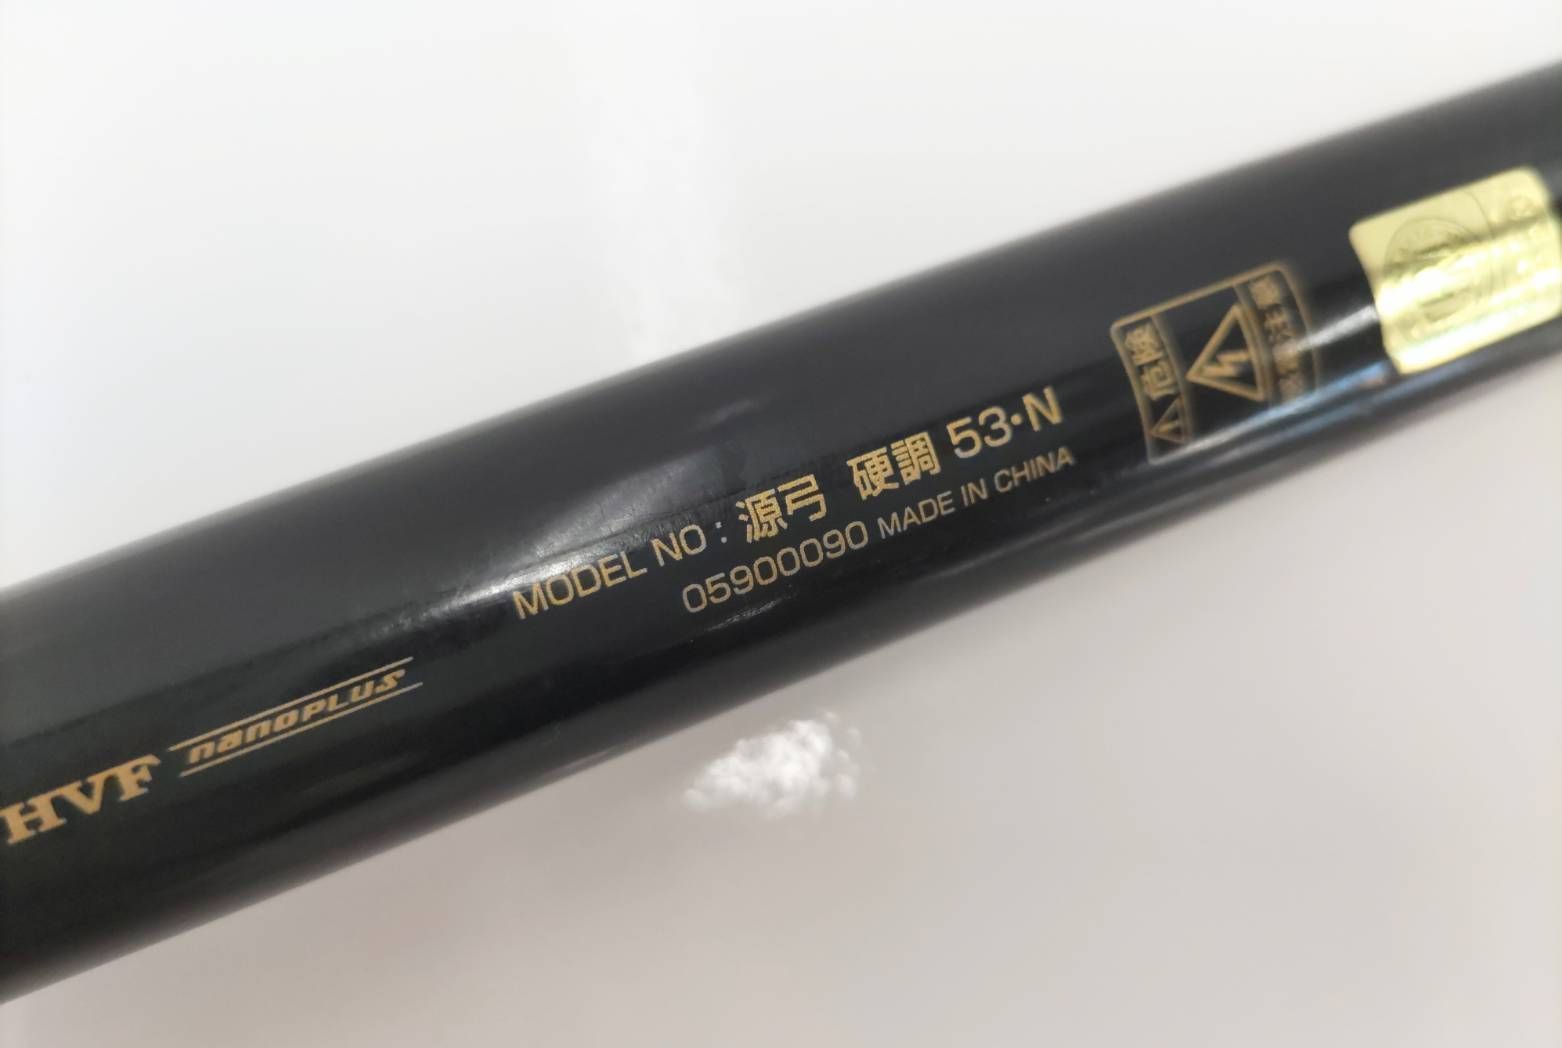 HVF nanoPLUS
MODEL NO : 源弓 硬調 53・N
05900090 MADE IN CHINA
危険